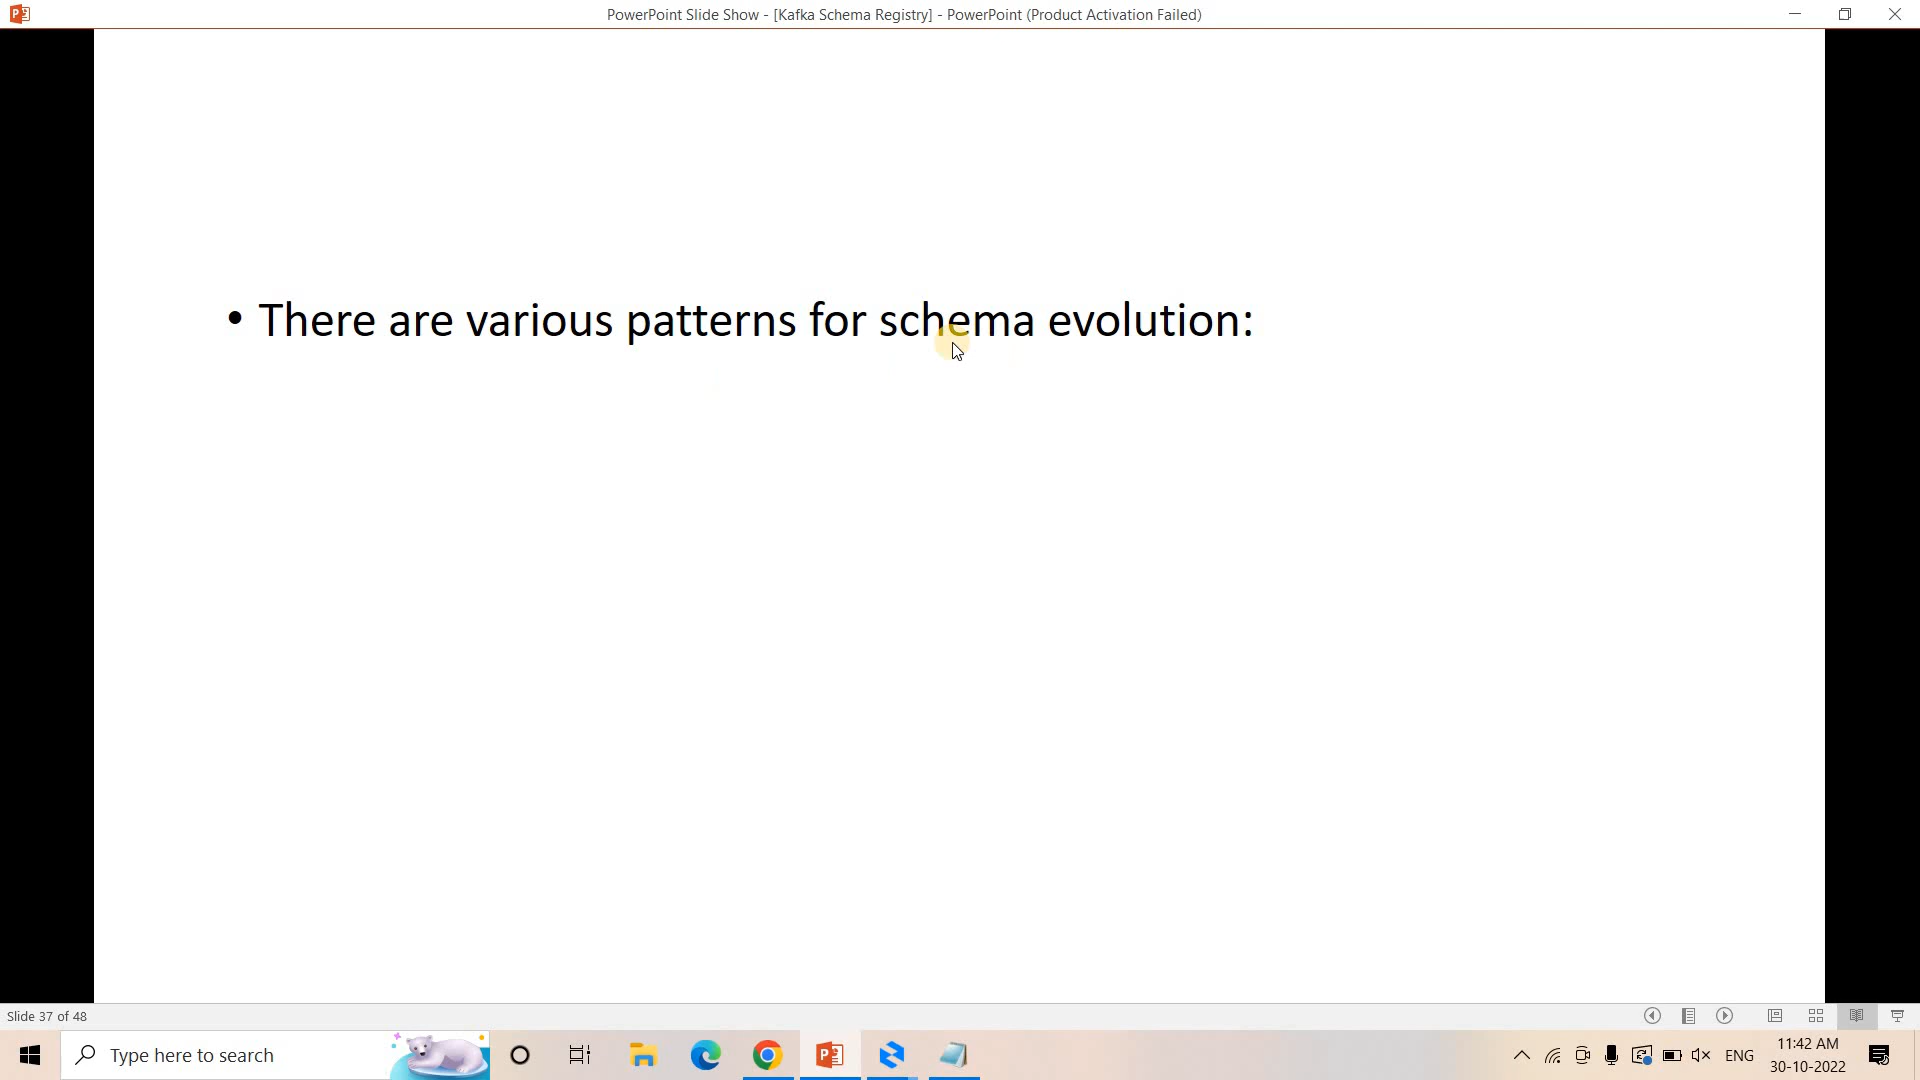 PowerPoint Slide Show - [Kafka Schema Registry] - PowerPoint (Product Activation Failed)
• There are various patterns for schema evolution:
Slide 37 of 48
Type here to search
ENG
11:42 AM
30-10-2022